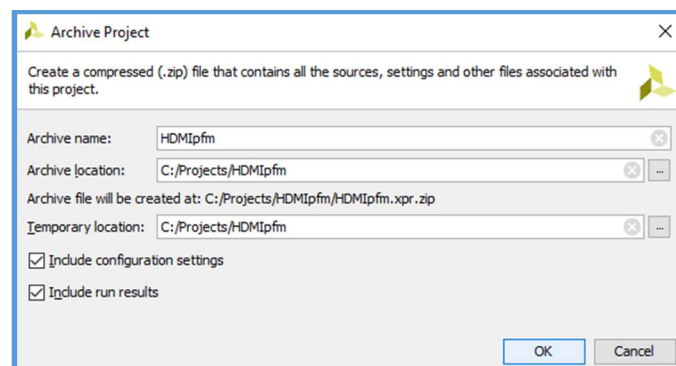 Archive Project
Create a compressed (.zip) file that contains all the sources, settings and other files associated with
this project.
Archive name: HDMIpfm
Archive location: C:/Projects/HDMIpfm ...
Archive file will be created at: C:/Projects/HDMIpfm/HDMIpfm.xpr.zip
Temporary location: C:/Projects/HDMIpfm ...
Include configuration settings
Include run results
OK Cancel